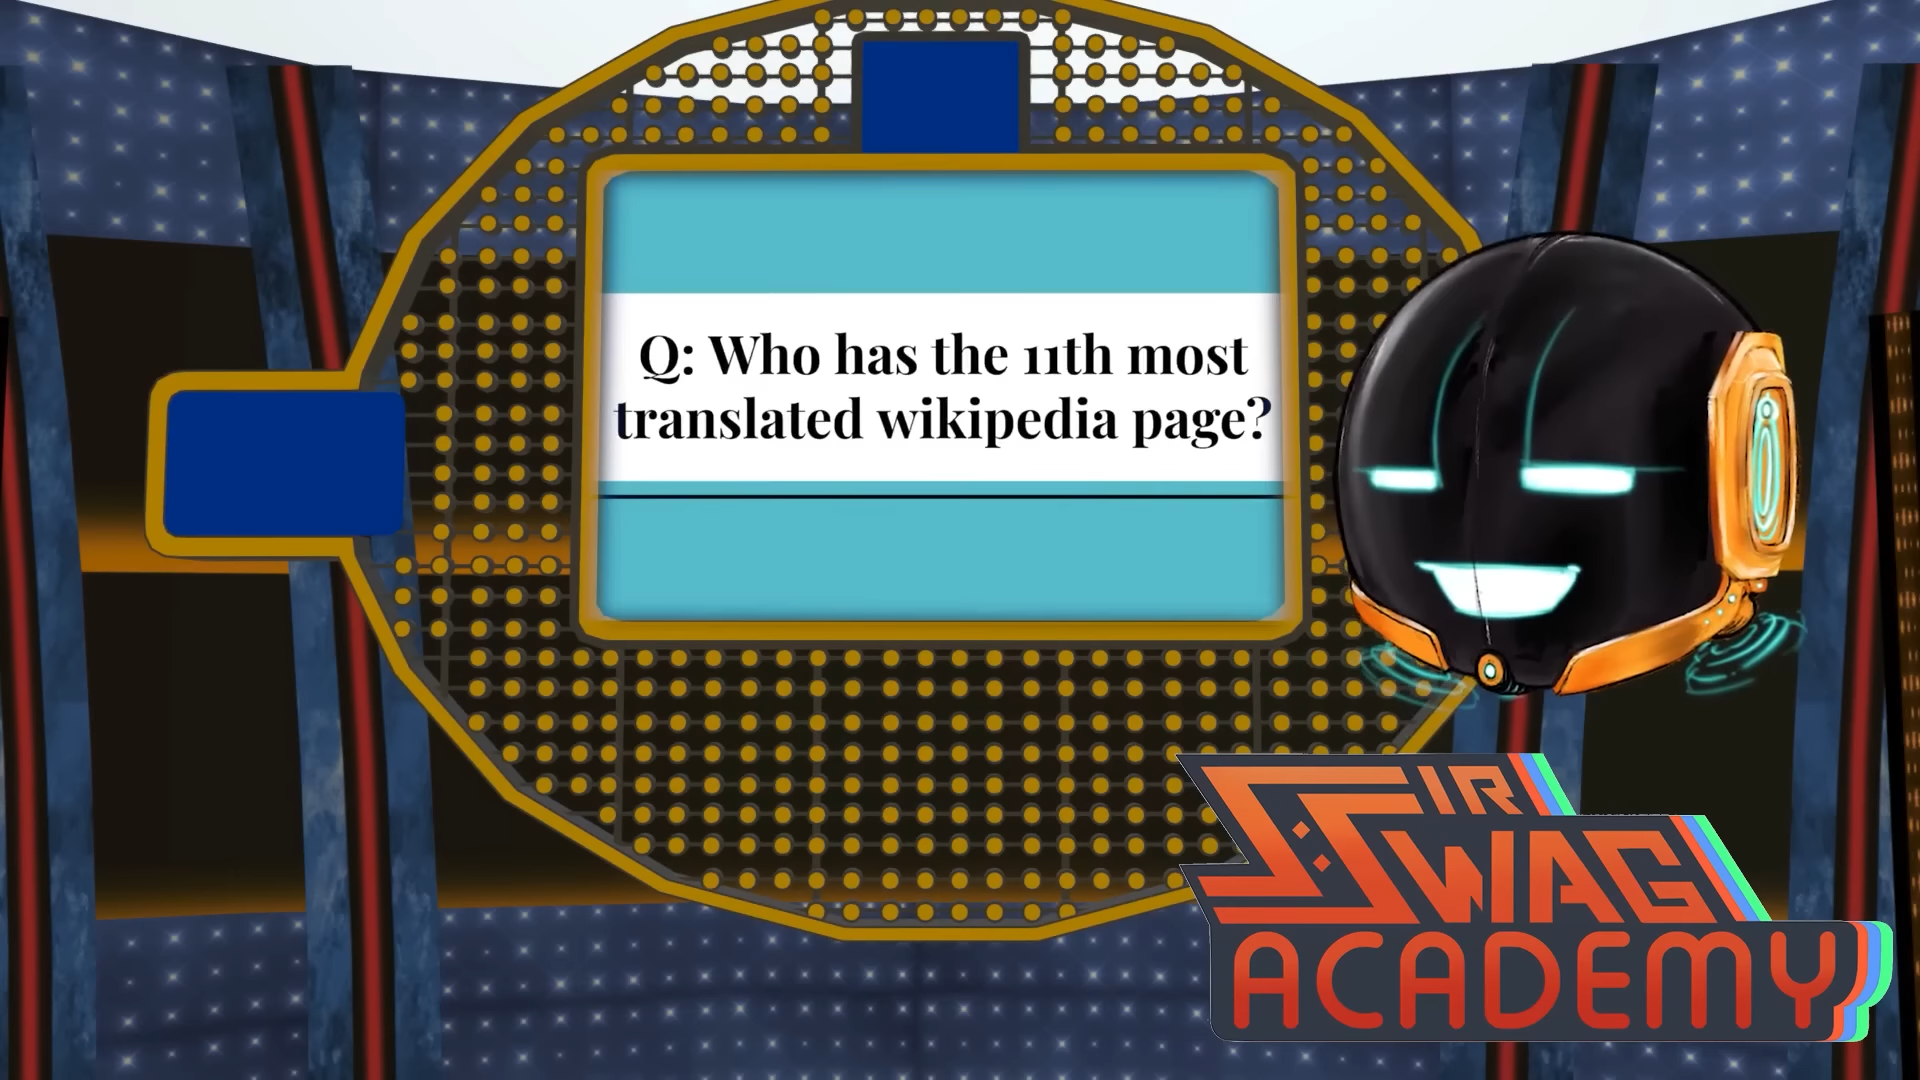 Q: Who has the 11th most
translated wikipedia page?
SIR
SWAG
ACADEMY